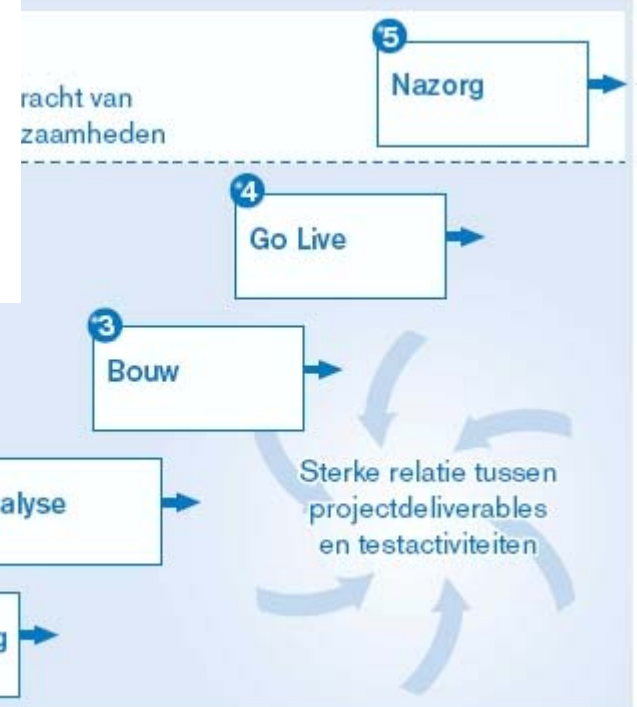 5
Nazorg
racht van
zaamheden
4
Go Live
3
Bouw
alyse
Sterke relatie tussen
projectdeliverables
en testactiviteiten
g